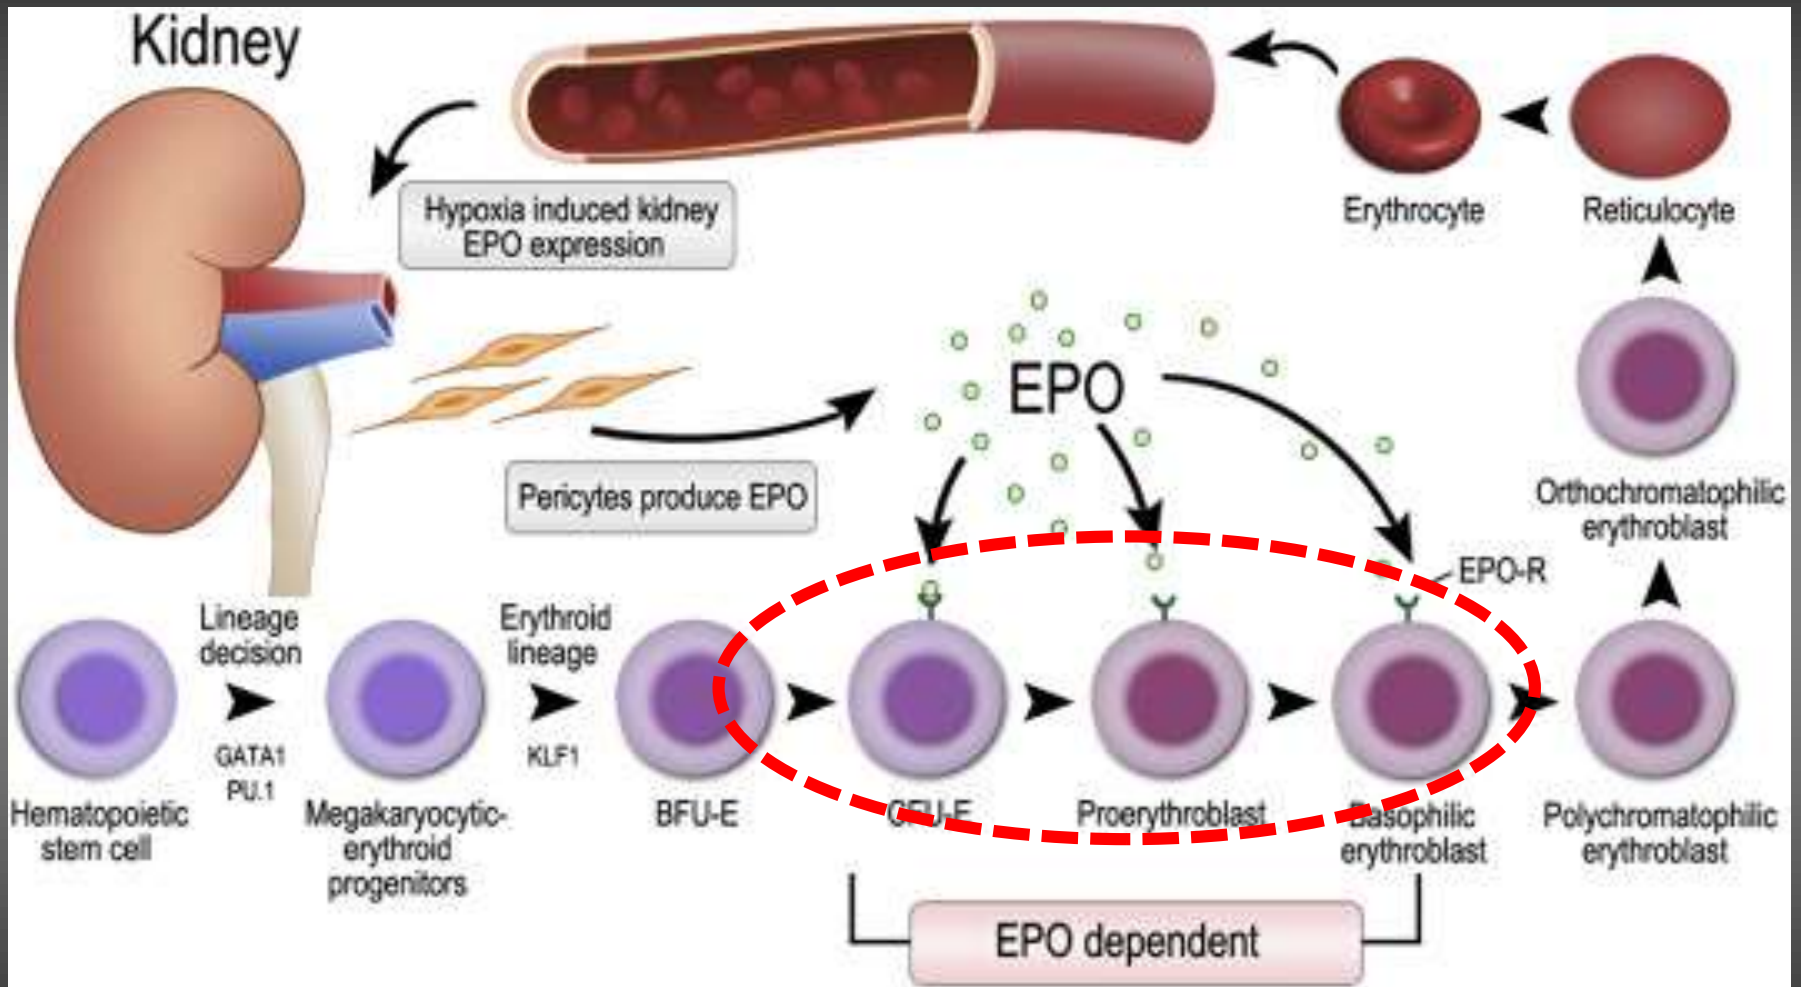 Kidney
Hypoxia induced kidney
EPO expression
Erythrocyte
Reticulocyte
EPO
Pericytes produce EPO
Orthochromatophilic
erythroblast
EPO-R
Lineage
decision
GATA1
PU.1
Erythroid
lineage
KLF1
Hematopoietic
stem cell
Megakaryocytic-
erythroid
progenitors
BFU-E
CFU-E
Proerythroblast
Basophilic
erythroblast
Polychromatophilic
erythroblast
EPO dependent